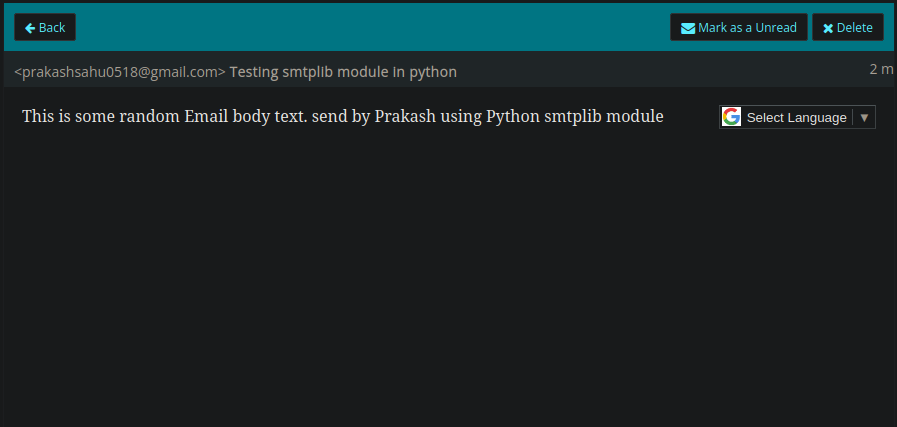 Back
Mark as a Unread
Delete
<prakashsahu0518@gmail.com> Testing smtplib module in python
2 m
This is some random Email body text. send by Prakash using Python smtplib module
Select Language